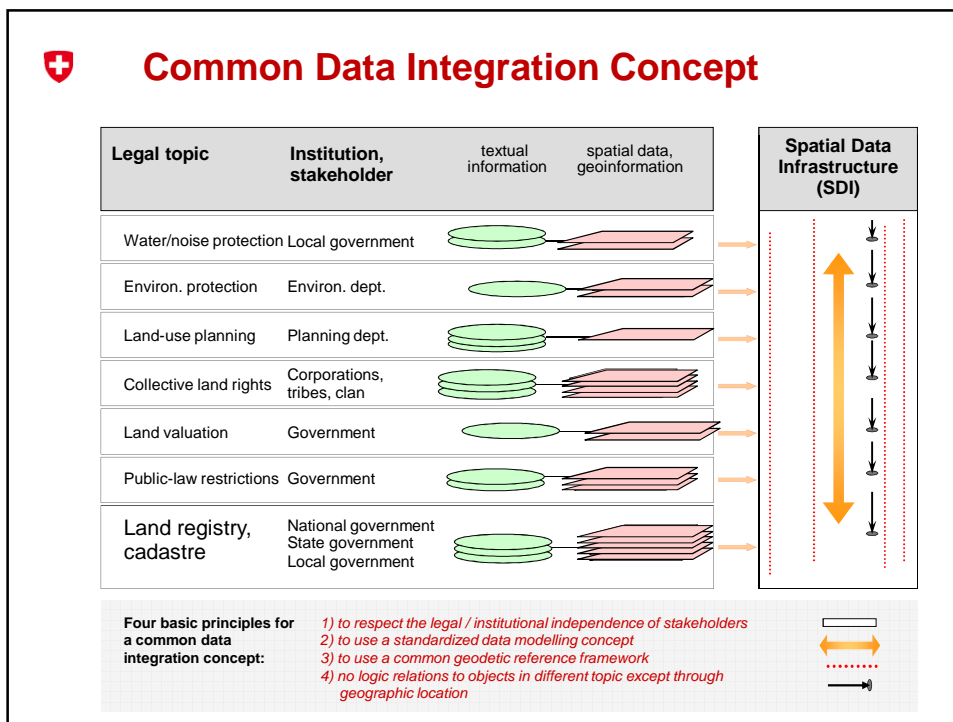 Common Data Integration Concept
Legal topic
Institution,
stakeholder
textual
information
spatial data,
geoinformation
Spatial Data
Infrastructure
(SDI)
Water/noise protection Local government
Environ. protection Environ. dept.
Land-use planning Planning dept.
Collective land rights Corporations,
tribes, clan
Land valuation Government
Public-law restrictions Government
Land registry,
cadastre
National government
State government
Local government
Four basic principles for
a common data
integration concept:
1) to respect the legal / institutional independence of stakeholders
2) to use a standardized data modelling concept
3) to use a common geodetic reference framework
4) no logic relations to objects in different topic except through
geographic location